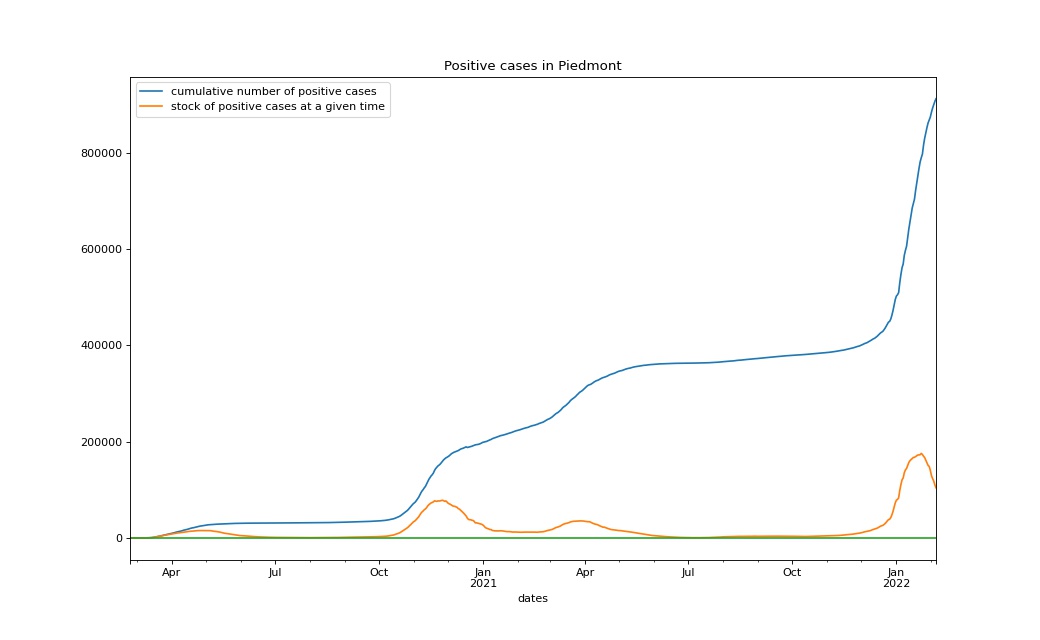 Positive cases in Piedmont
cumulative number of positive cases
stock of positive cases at a given time
800000
600000
400000
200000
0
Apr
Jul
Oct
Jan
2021
Apr
Jul
Oct
Jan
2022
dates